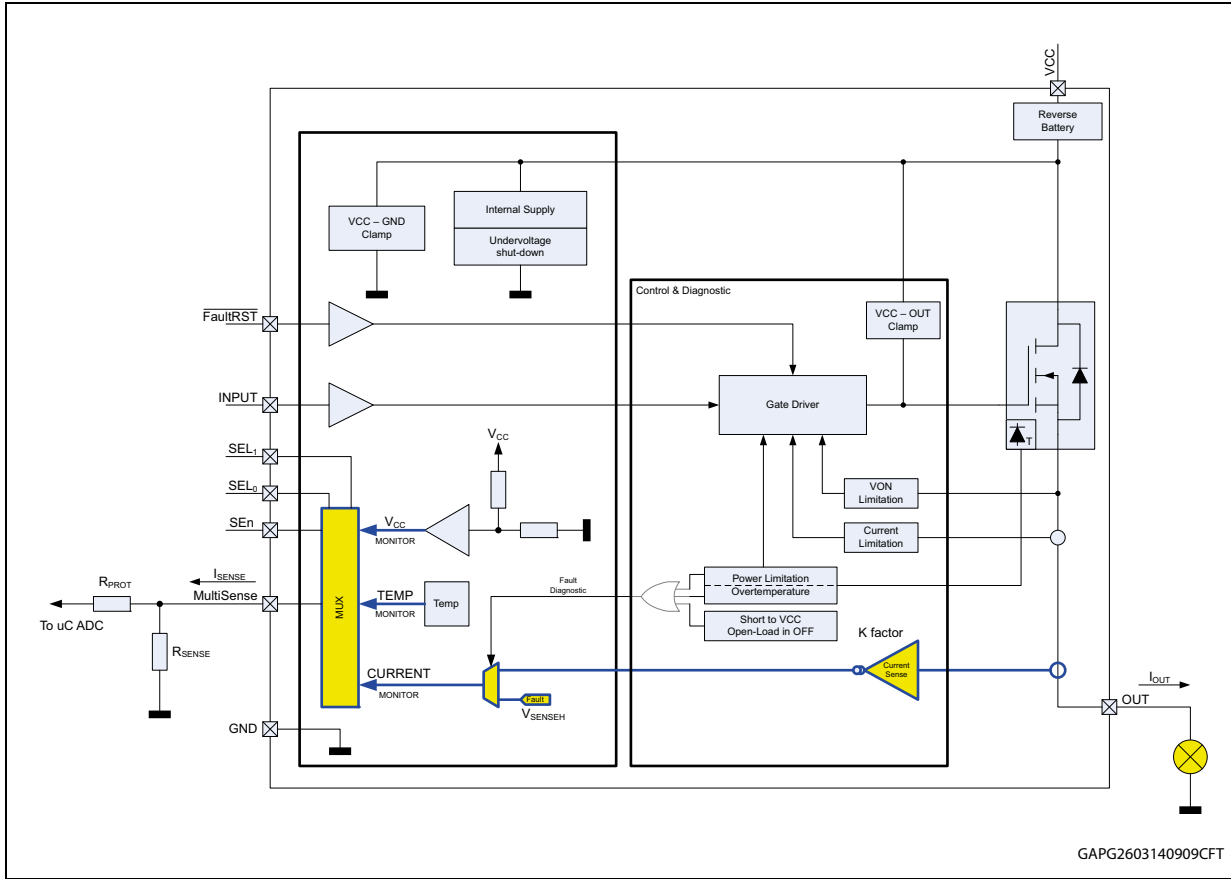 VCC
Reverse
Battery
Internal Supply
VCC – GND
Clamp
Undervoltage
shut-down
Control & Diagnostic
FaultRST
VCC – OUT
Clamp
INPUT
Gate Driver
T
SEL1
VCC
SEL0
VON
Limitation
SEn
VCC
MONITOR
Current
Limitation
RPROT
ISENSE
MultiSense
To uC ADC
RSENSE
MUX
TEMP
MONITOR
Temp
Fault
Diagnostic
Power Limitation
Overtemperature
Short to VCC
Open-Load in OFF
K factor
CURRENT
MONITOR
Current
Sense
Fault
VSENSEH
IOUT
OUT
GND
GAPG2603140909CFT